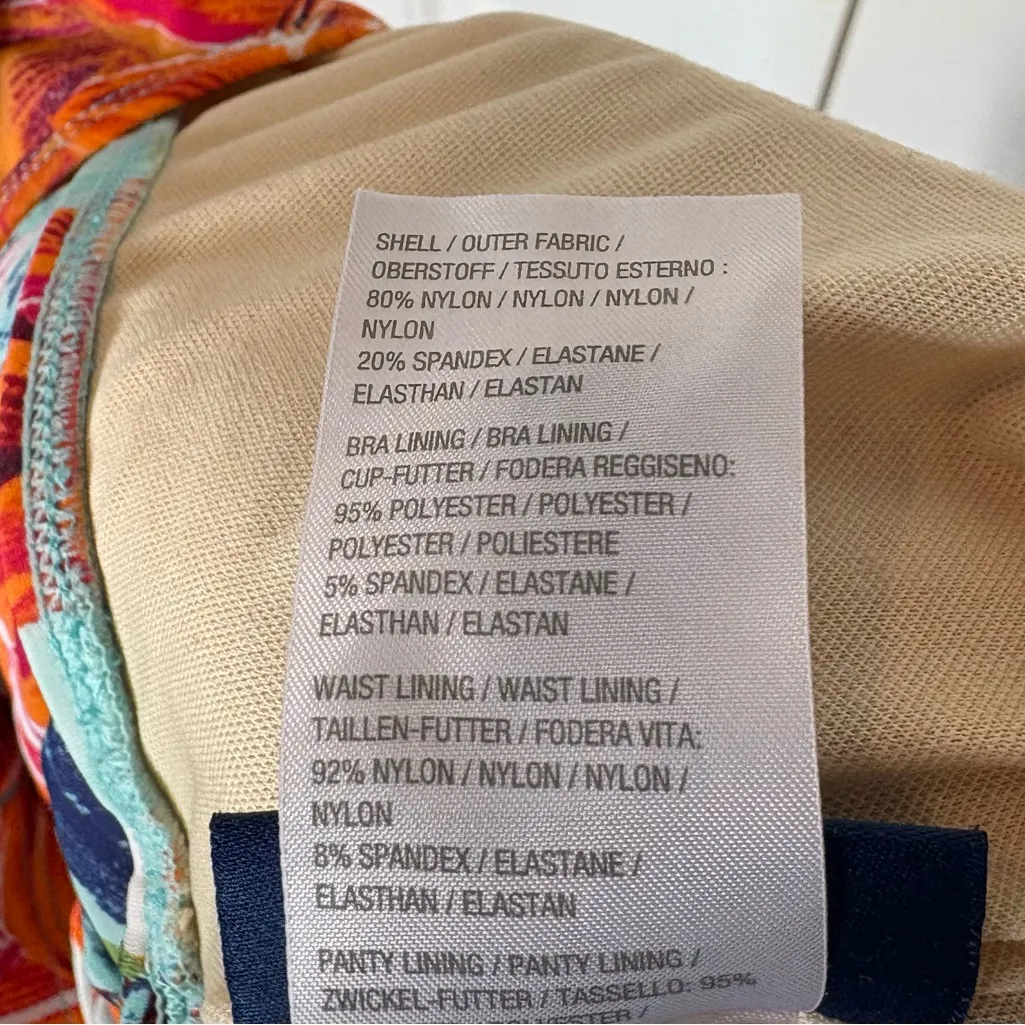 SHELL / OUTER FABRIC /
OBERSTOFF / TESSUTO ESTERNO :
80% NYLON / NYLON / NYLON /
NYLON
20% SPANDEX / ELASTANE /
ELASTHAN / ELASTAN
BRA LINING / BRA LINING /
CUP-FUTTER / FODERA REGGISENO:
95% POLYESTER / POLYESTER /
POLYESTER / POLIESTERE
5% SPANDEX / ELASTANE /
ELASTHAN / ELASTAN
WAIST LINING / WAIST LINING /
TAILLEN-FUTTER / FODERA VITA:
92% NYLON / NYLON / NYLON /
NYLON
8% SPANDEX / ELASTANE /
ELASTHAN / ELASTAN
PANTY LINING / PANTY LINING /
ZWICKEL-FUTTER / TASSELLO: 95%